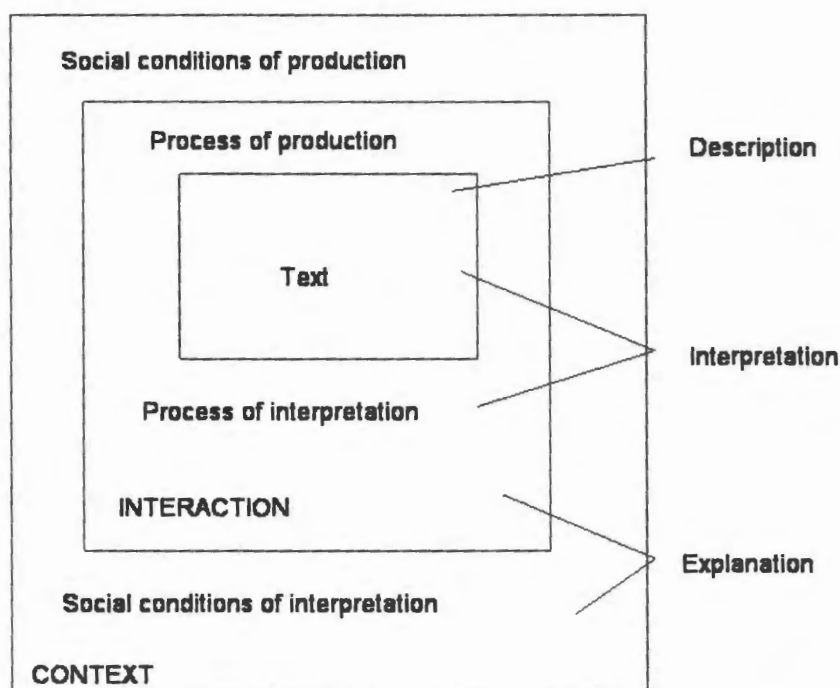 Social conditions of production
Process of production
Description
Text
Interpretation
Process of interpretation
INTERACTION
Explanation
Social conditions of interpretation
CONTEXT